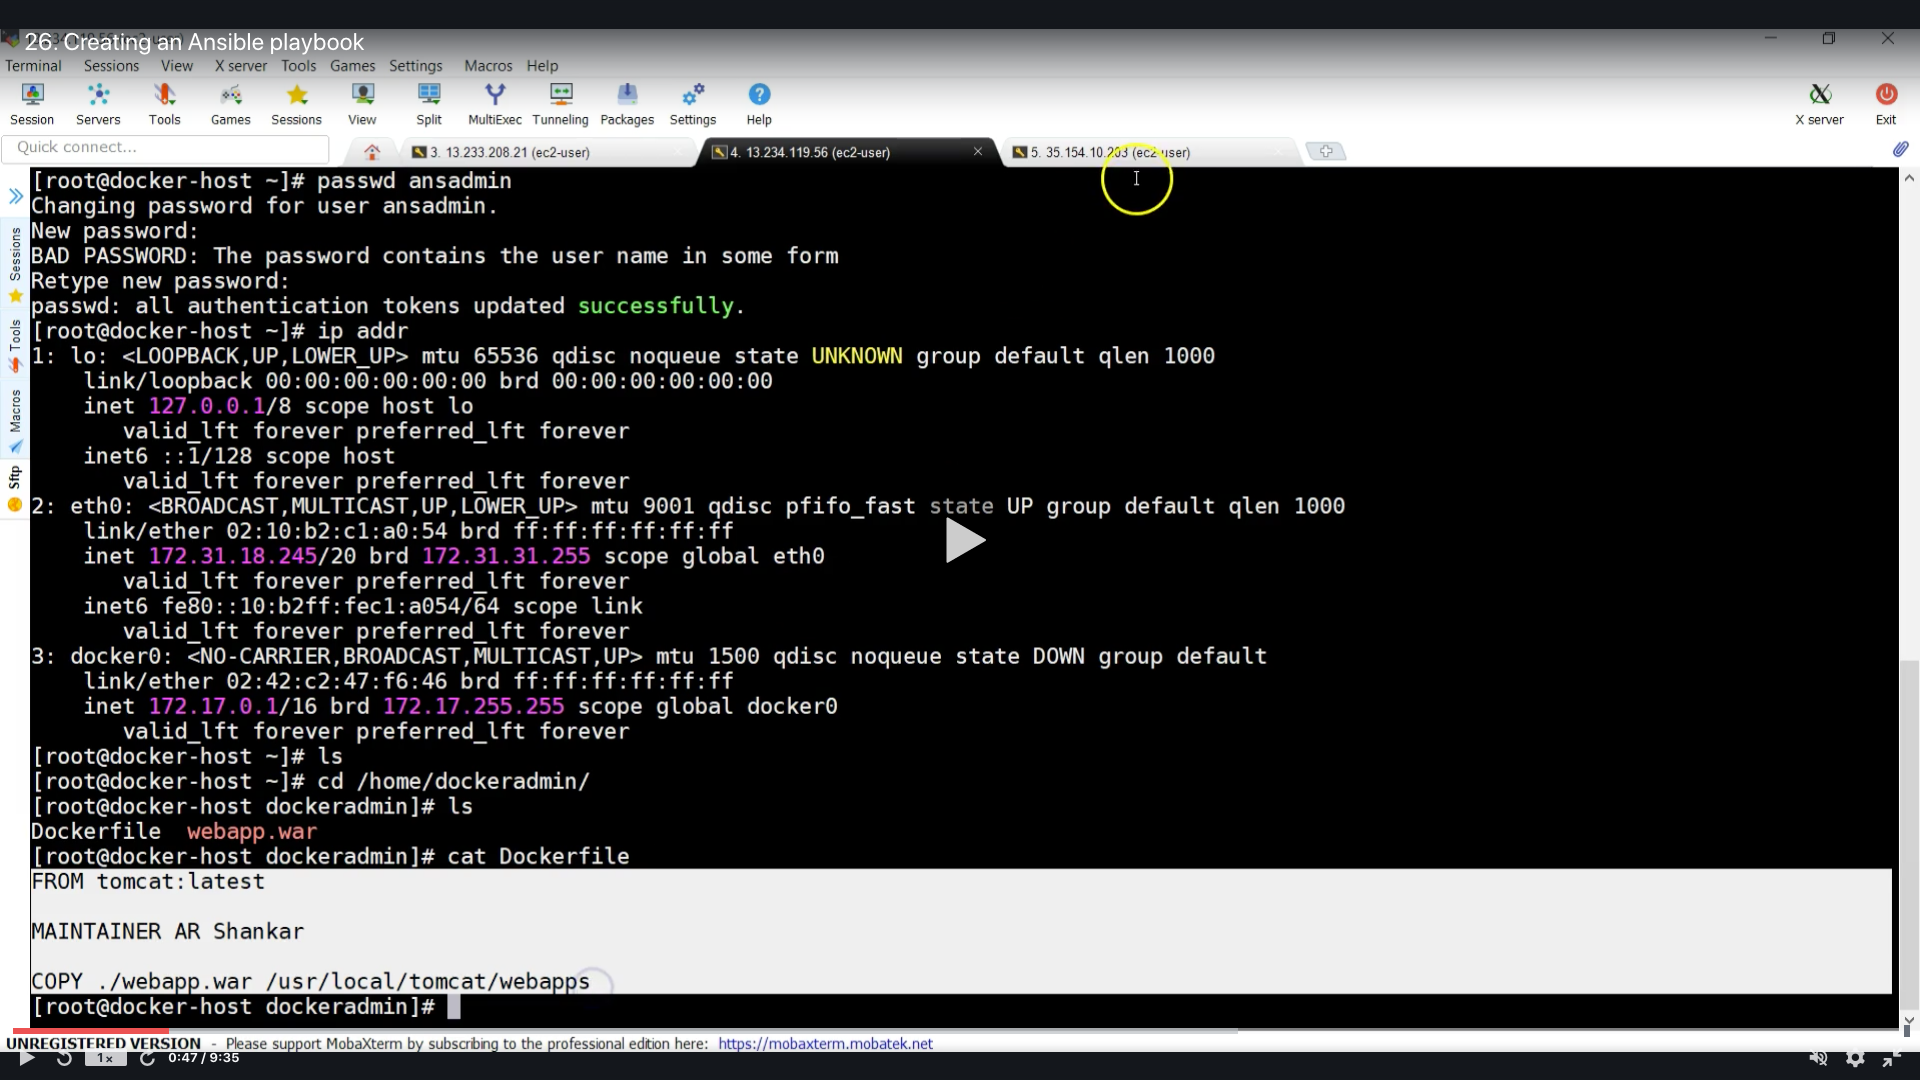 26. Creating an Ansible playbook
Terminal Sessions View X server Tools Games Settings Macros Help
Session Servers Tools Games Sessions View Split MultiExec Tunneling Packages Settings Help X server Exit
Quick connect...
3. 13.233.208.21 (ec2-user)
4. 13.234.119.56 (ec2-user)
5. 35.154.10.203 (ec2-user)
Sessions
Tools
Macros
Sftp
[root@docker-host ~]# passwd ansadmin
Changing password for user ansadmin.
New password:
BAD PASSWORD: The password contains the user name in some form
Retype new password:
passwd: all authentication tokens updated successfully.
[root@docker-host ~]# ip addr
1: lo: <LOOPBACK,UP,LOWER_UP> mtu 65536 qdisc noqueue state UNKNOWN group default qlen 1000
    link/loopback 00:00:00:00:00:00 brd 00:00:00:00:00:00
    inet 127.0.0.1/8 scope host lo
       valid_lft forever preferred_lft forever
    inet6 ::1/128 scope host
       valid_lft forever preferred_lft forever
2: eth0: <BROADCAST,MULTICAST,UP,LOWER_UP> mtu 9001 qdisc pfifo_fast state UP group default qlen 1000
    link/ether 02:10:b2:c1:a0:54 brd ff:ff:ff:ff:ff:ff
    inet 172.31.18.245/20 brd 172.31.31.255 scope global eth0
       valid_lft forever preferred_lft forever
    inet6 fe80::10:b2ff:fec1:a054/64 scope link
       valid_lft forever preferred_lft forever
3: docker0: <NO-CARRIER,BROADCAST,MULTICAST,UP> mtu 1500 qdisc noqueue state DOWN group default
    link/ether 02:42:c2:47:f6:46 brd ff:ff:ff:ff:ff:ff
    inet 172.17.0.1/16 brd 172.17.255.255 scope global docker0
       valid_lft forever preferred_lft forever
[root@docker-host ~]# ls
[root@docker-host ~]# cd /home/dockeradmin/
[root@docker-host dockeradmin]# ls
Dockerfile  webapp.war
[root@docker-host dockeradmin]# cat Dockerfile
FROM tomcat:latest
MAINTAINER AR Shankar
COPY ./webapp.war /usr/local/tomcat/webapps
[root@docker-host dockeradmin]#
UNREGISTERED VERSION - Please support MobaXterm by subscribing to the professional edition here: https://mobaxterm.mobatek.net
1x 0:47 / 9:35